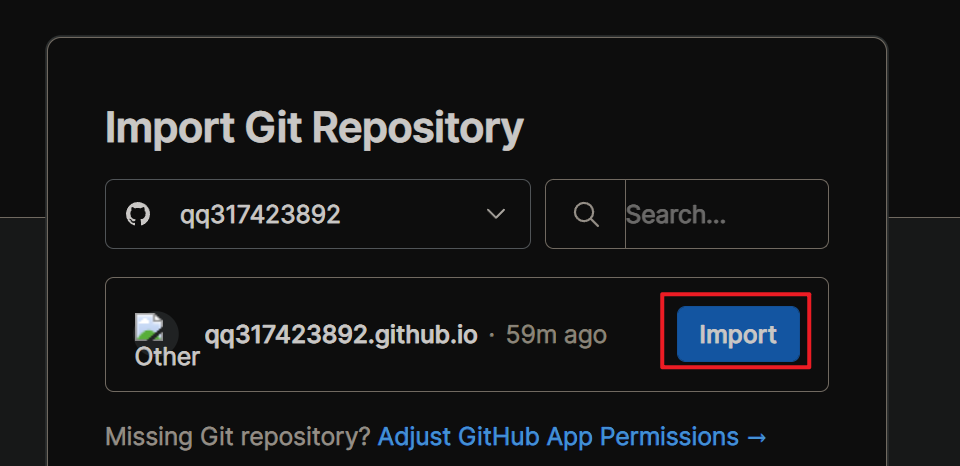 Import Git Repository
qq317423892
Search...
qq317423892.github.io · 59m ago
Import
Other
Missing Git repository? Adjust GitHub App Permissions →